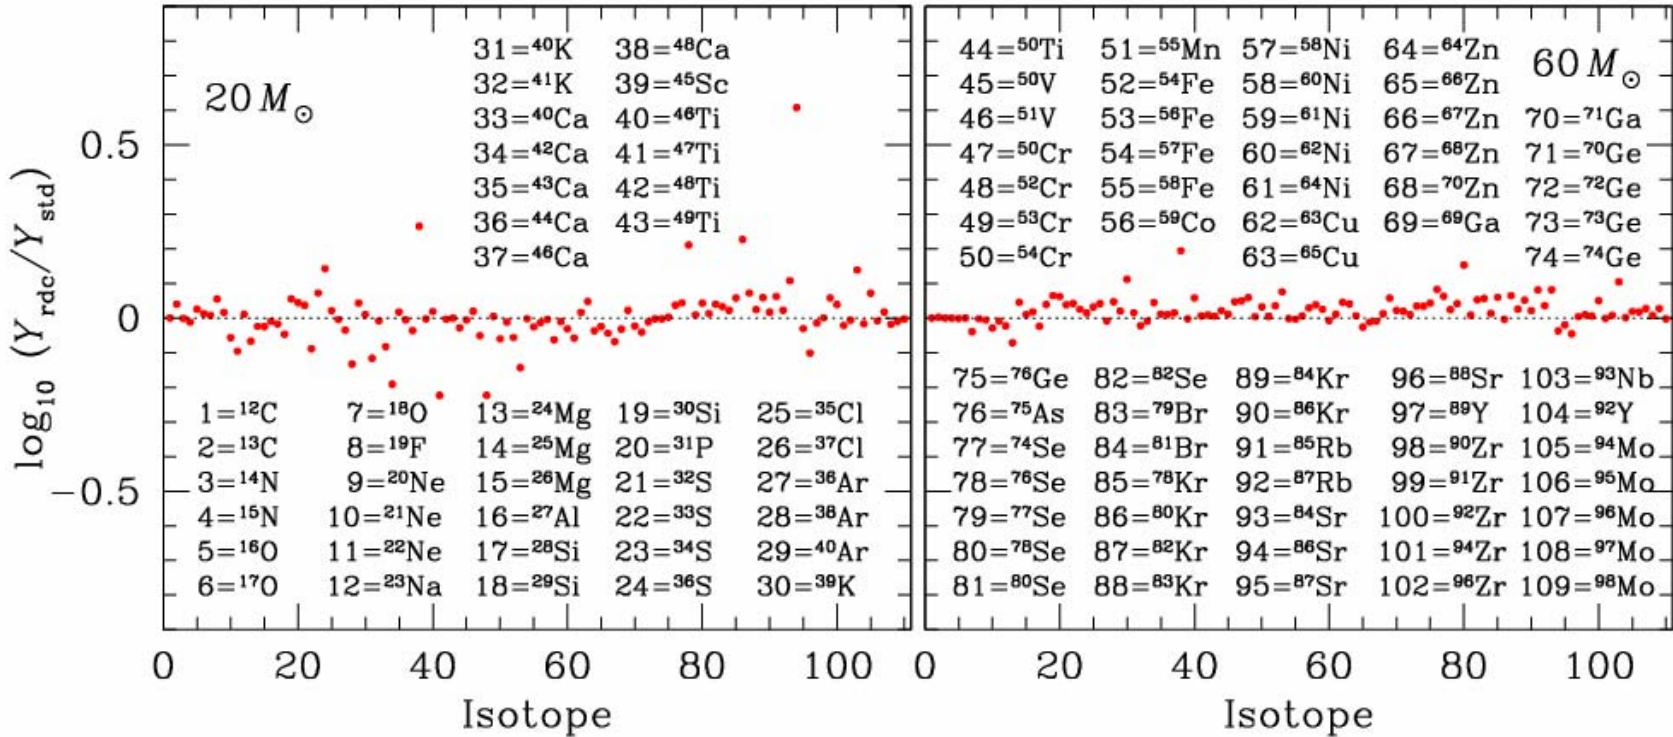 31=⁴⁰K 38=⁴⁸Ca
32=⁴¹K 39=⁴⁵Sc
33=⁴⁰Ca 40=⁴⁶Ti
34=⁴²Ca 41=⁴⁷Ti
35=⁴³Ca 42=⁴⁸Ti
36=⁴⁴Ca 43=⁴⁹Ti
37=⁴⁶Ca
20 M☉
1=¹²C 7=¹⁸O 13=²⁴Mg 19=³⁰Si 25=³⁵Cl
2=¹³C 8=¹⁹F 14=²⁵Mg 20=³¹P 26=³⁷Cl
3=¹⁴N 9=²⁰Ne 15=²⁶Mg 21=³²S 27=³⁶Ar
4=¹⁵N 10=²¹Ne 16=²⁷Al 22=³³S 28=³⁸Ar
5=¹⁶O 11=²²Ne 17=²⁸Si 23=³⁴S 29=⁴⁰Ar
6=¹⁷O 12=²³Na 18=²⁹Si 24=³⁶S 30=³⁹K
0.5
0
−0.5
log₁₀ (Y_rdc/Y_std)
0 20 40 60 80 100
Isotope
44=⁵⁰Ti 51=⁵⁵Mn 57=⁵⁸Ni 64=⁶⁴Zn
60 M☉
45=⁵⁰V 52=⁵⁴Fe 58=⁶⁰Ni 65=⁶⁶Zn
46=⁵¹V 53=⁵⁶Fe 59=⁶¹Ni 66=⁶⁷Zn 70=⁷¹Ga
47=⁵⁰Cr 54=⁵⁷Fe 60=⁶²Ni 67=⁶⁸Zn 71=⁷⁰Ge
48=⁵²Cr 55=⁵⁸Fe 61=⁶⁴Ni 68=⁷⁰Zn 72=⁷²Ge
49=⁵³Cr 56=⁵⁹Co 62=⁶³Cu 69=⁶⁹Ga 73=⁷³Ge
50=⁵⁴Cr 63=⁶⁵Cu 74=⁷⁴Ge
75=⁷⁶Ge 82=⁸²Se 89=⁸⁴Kr 96=⁸⁸Sr 103=⁹³Nb
76=⁷⁵As 83=⁷⁹Br 90=⁸⁶Kr 97=⁸⁹Y 104=⁹²Y
77=⁷⁴Se 84=⁸¹Br 91=⁸⁵Rb 98=⁹⁰Zr 105=⁹⁴Mo
78=⁷⁶Se 85=⁷⁸Kr 92=⁸⁷Rb 99=⁹¹Zr 106=⁹⁵Mo
79=⁷⁷Se 86=⁸⁰Kr 93=⁸⁴Sr 100=⁹²Zr 107=⁹⁶Mo
80=⁷⁸Se 87=⁸²Kr 94=⁸⁶Sr 101=⁹⁴Zr 108=⁹⁷Mo
81=⁸⁰Se 88=⁸³Kr 95=⁸⁷Sr 102=⁹⁶Zr 109=⁹⁸Mo
0 20 40 60 80 100
Isotope